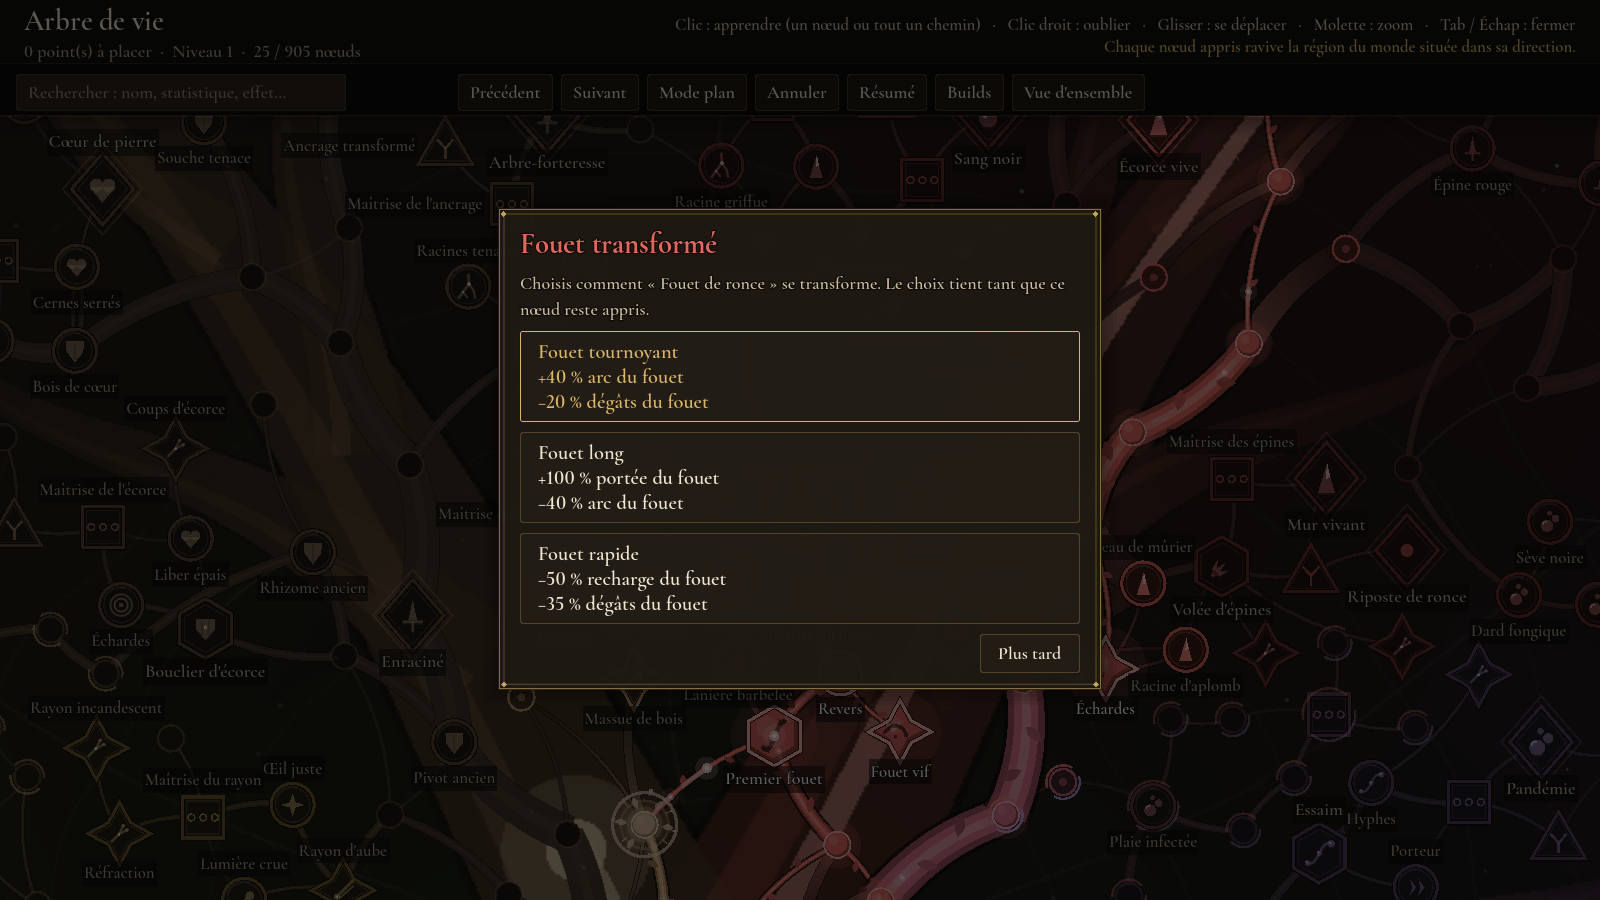 Arbre de vie
0 point(s) à placer · Niveau 1 · 25 / 905 nœuds
Clic : apprendre (un nœud ou tout un chemin) · Clic droit : oublier · Glisser : se déplacer · Molette : zoom · Tab / Échap : fermer
Chaque nœud appris ravive la région du monde située dans sa direction.
Rechercher : nom, statistique, effet...
Précédent
Suivant
Mode plan
Annuler
Résumé
Builds
Vue d'ensemble
Cœur de pierre
Souche tenace
Ancrage transformé
Arbre-forteresse
Sang noir
Écorce vive
Épine rouge
Maîtrise de l'ancrage
Racine griffue
Racines tena
Cernes serrés
Bois de cœur
Coups d'écorce
Maîtrise de l'écorce
Maîtrise
Liber épais
Rhizome ancien
Échardes
Bouclier d'écorce
Enraciné
Rayon incandescent
Massue de bois
Lanière barbelée
Revers
Pivot ancien
Premier fouet
Fouet vif
Maîtrise du rayon
Œil juste
Réfraction
Lumière crue
Rayon d'aube
Fouet transformé
Choisis comment « Fouet de ronce » se transforme. Le choix tient tant que ce
nœud reste appris.
Fouet tournoyant
+40 % arc du fouet
−20 % dégâts du fouet
Fouet long
+100 % portée du fouet
−40 % arc du fouet
Fouet rapide
−50 % recharge du fouet
−35 % dégâts du fouet
Plus tard
Maîtrise des épines
Mur vivant
eau de mûrier
Sève noire
Volée d'épines
Riposte de ronce
Dard fongique
Racine d'aplomb
Échardes
Pandémie
Essaim
Hyphes
Plaie infectée
Porteur